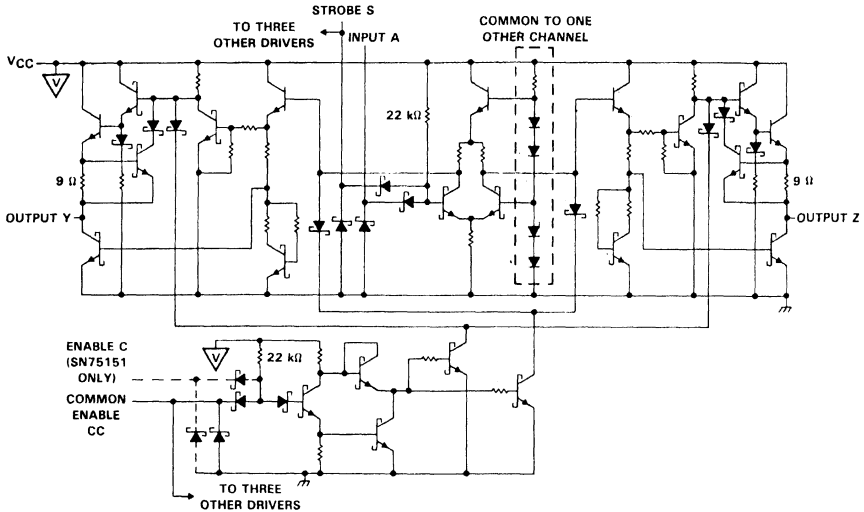 STROBE S
TO THREE
OTHER DRIVERS
INPUT A
COMMON TO ONE
OTHER CHANNEL
VCC
V
22 kΩ
9 Ω
9 Ω
OUTPUT Y
OUTPUT Z
ENABLE C
(SN75151
ONLY)
V
22 kΩ
COMMON
ENABLE
CC
TO THREE
OTHER DRIVERS